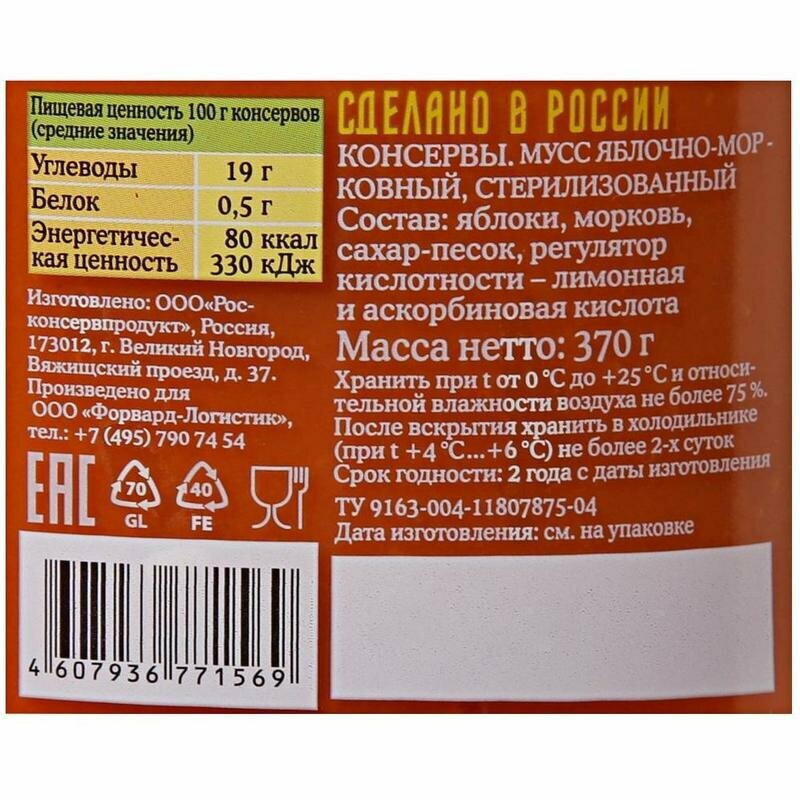 Пищевая ценность 100 г консервов
(средние значения)
Углеводы 19 г
Белок 0,5 г
Энергетичес- 80 ккал
кая ценность 330 кДж
Изготовлено: ООО«Рос-
консервпродукт», Россия,
173012, г. Великий Новгород,
Вяжищский проезд, д. 37.
Произведено для
ООО «Форвард-Логистик»,
тел.: +7 (495) 790 74 54
EAC
70
GL
40
FE
4 607936 771569
СДЕЛАНО В РОССИИ
КОНСЕРВЫ. МУСС ЯБЛОЧНО-МОР-
КОВНЫЙ, СТЕРИЛИЗОВАННЫЙ
Состав: яблоки, морковь,
сахар-песок, регулятор
кислотности – лимонная
и аскорбиновая кислота
Масса нетто: 370 г
Хранить при t от 0 °С до +25 °С и относи-
тельной влажности воздуха не более 75 %.
После вскрытия хранить в холодильнике
(при t +4 °С...+6 °С) не более 2-х суток
Срок годности: 2 года с даты изготовления
ТУ 9163-004-11807875-04
Дата изготовления: см. на упаковке